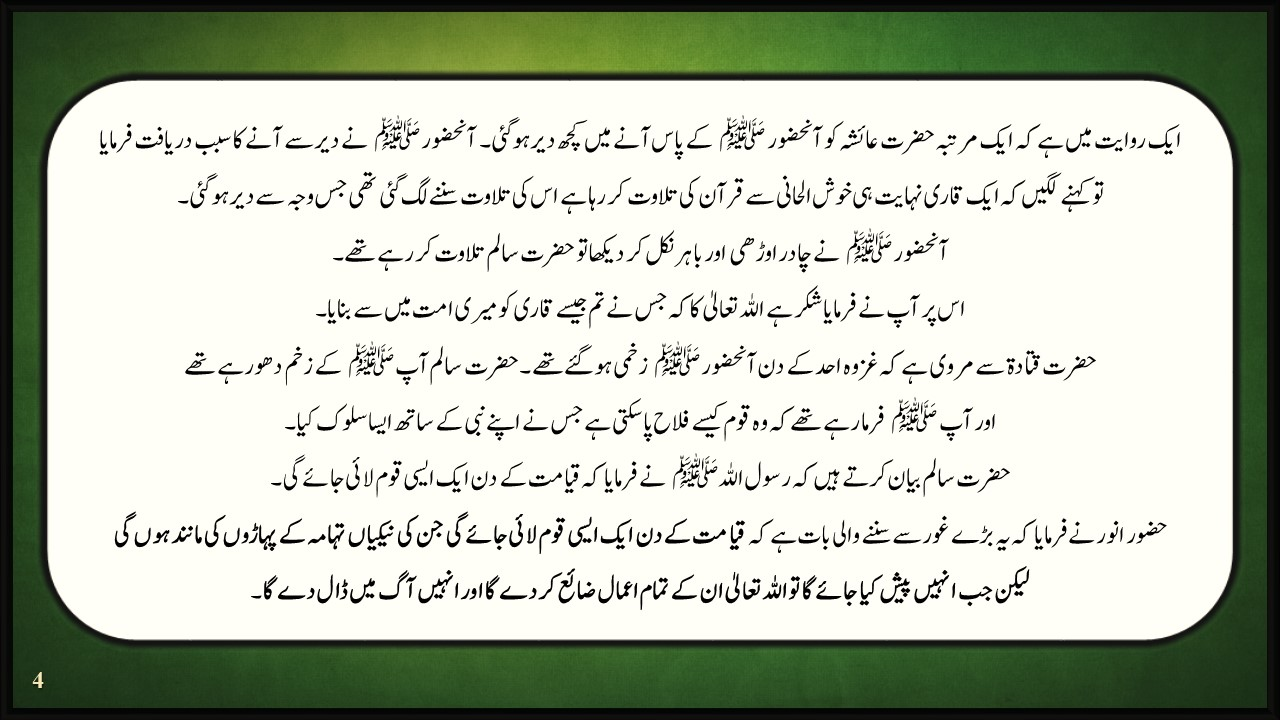 ایک روایت میں ہے کہ ایک مرتبہ حضرت عائشہ کو آنحضور ﷺ کے پاس آنے میں کچھ دیر ہوگئی۔ آنحضور ﷺ نے دیر سے آنے کا سبب دریافت فرمایا
تو کہنے لگیں کہ ایک قاری نہایت ہی خوش الحانی سے قرآن کی تلاوت کر رہا ہے اس کی تلاوت سننے لگ گئی تھی جس وجہ سے دیر ہوگئی۔
آنحضور ﷺ نے چادر اوڑھی اور باہر نکل کر دیکھا تو حضرت سالم تلاوت کر رہے تھے۔
اس پر آپ نے فرمایا شکر ہے اللہ تعالیٰ کا کہ جس نے تم جیسے قاری کو میری امت میں سے بنایا۔
حضرت قتادۃ سے مروی ہے کہ غزوہ احد کے دن آنحضور ﷺ زخمی ہو گئے تھے۔ حضرت سالم آپ ﷺ کے زخم دھو رہے تھے
اور آپ ﷺ فرما رہے تھے کہ وہ قوم کیسے فلاح پا سکتی ہے جس نے اپنے نبی کے ساتھ ایسا سلوک کیا۔
حضرت سالم بیان کرتے ہیں کہ رسول اللہ ﷺ نے فرمایا کہ قیامت کے دن ایک ایسی قوم لائی جائے گی۔
حضور انور نے فرمایا کہ یہ بڑے غور سے سننے والی بات ہے کہ قیامت کے دن ایک ایسی قوم لائی جائے گی جن کی نیکیاں تہامہ کے پہاڑوں کی مانند ہوں گی
لیکن جب انہیں پیش کیا جائے گا تو اللہ تعالیٰ ان کے تمام اعمال ضائع کر دے گا اور انہیں آگ میں ڈال دے گا۔
4